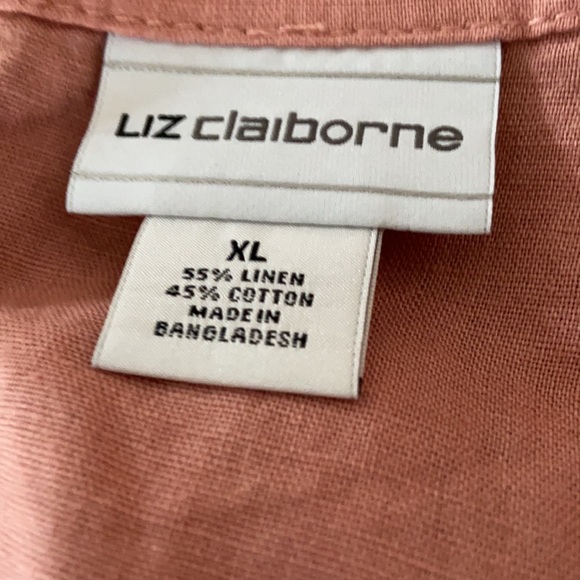 LIZ claiborne
XL
55% LINEN
45% COTTON
MADE IN
BANGLADESH